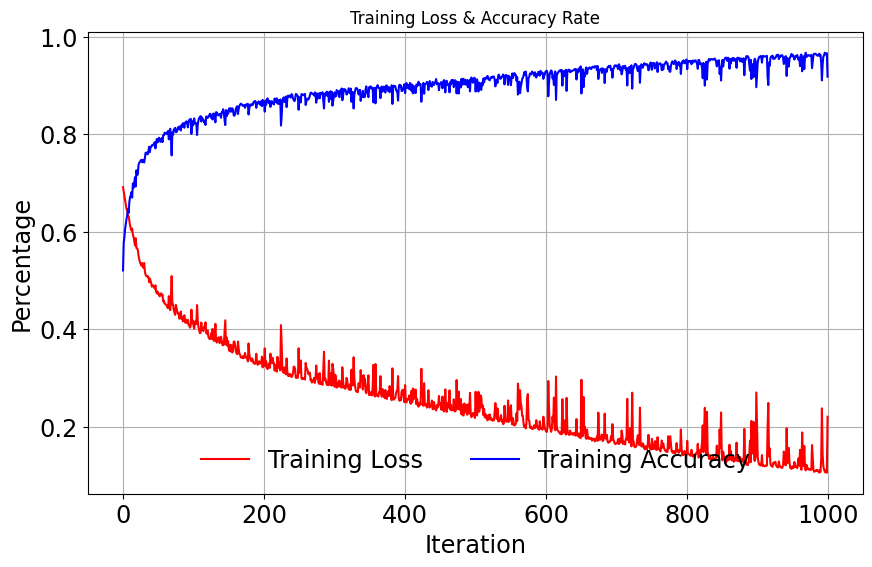 Training Loss & Accuracy Rate
Percentage
1.0
0.8
0.6
0.4
0.2
Training Loss
Training Accuracy
0
200
400
600
800
1000
Iteration